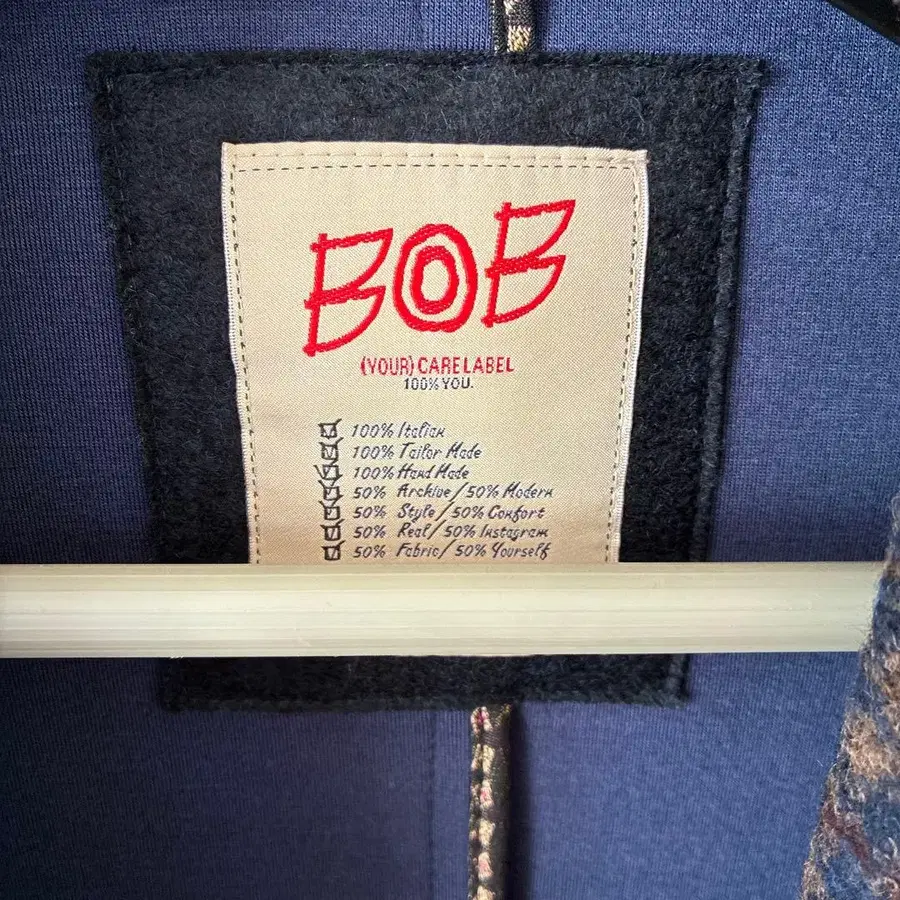 BOB
(YOUR) CARE LABEL
100% YOU.
100% Italian
100% Tailor Made
100% Hand Made
50% Archive / 50% Modern
50% Style / 50% Confort
50% Real / 50% Instagram
50% Fabric / 50% Yourself